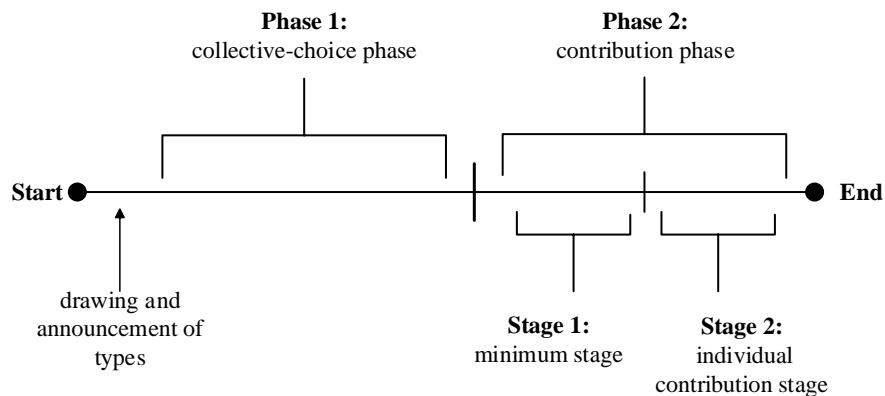 Phase 1:
collective-choice phase
Phase 2:
contribution phase
Start
End
drawing and
announcement of
types
Stage 1:
minimum stage
Stage 2:
individual
contribution stage